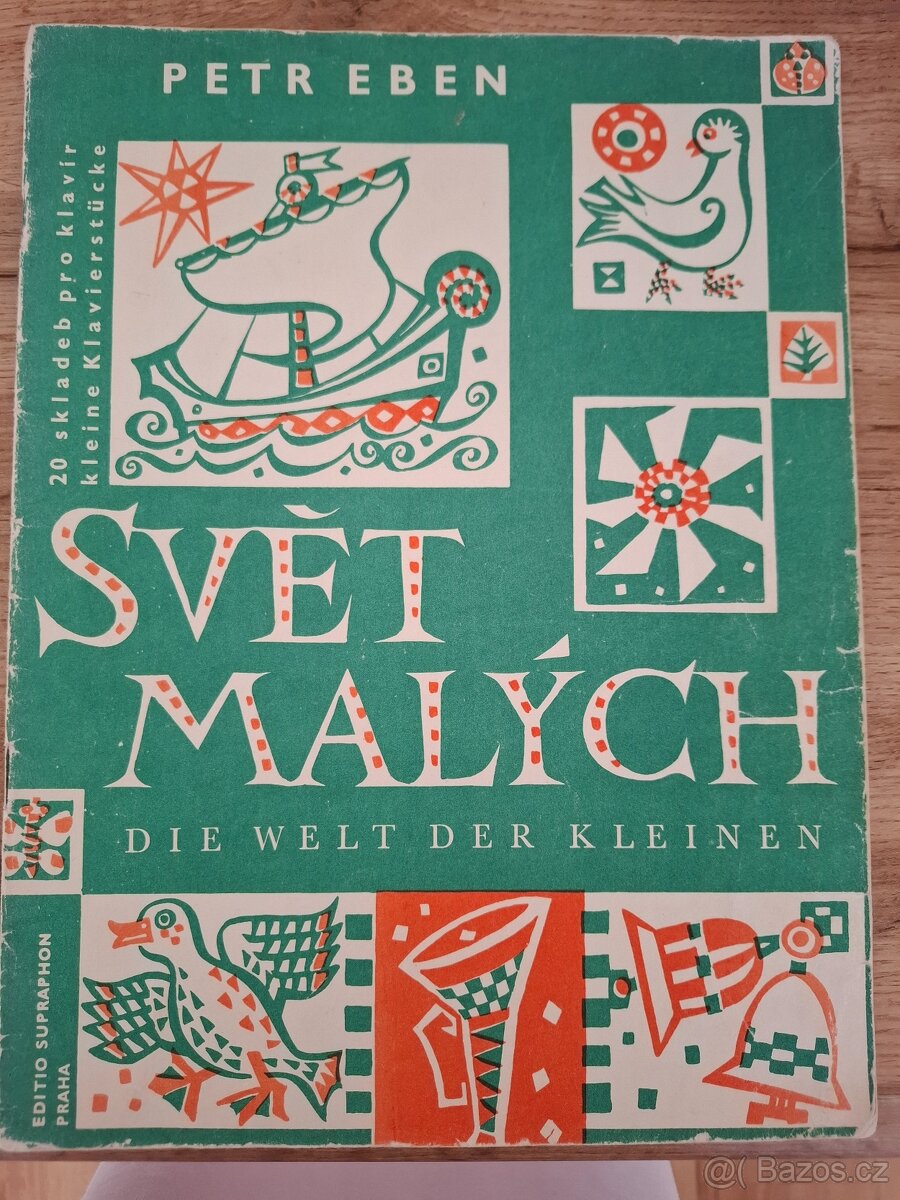 PETR EBEN
20 skladeb pro klavír
kleine Klavierstücke
SVĚT
MALÝCH
DIE WELT DER KLEINEN
EDITIO SUPRAPHON
PRAHA
Bazos.cz